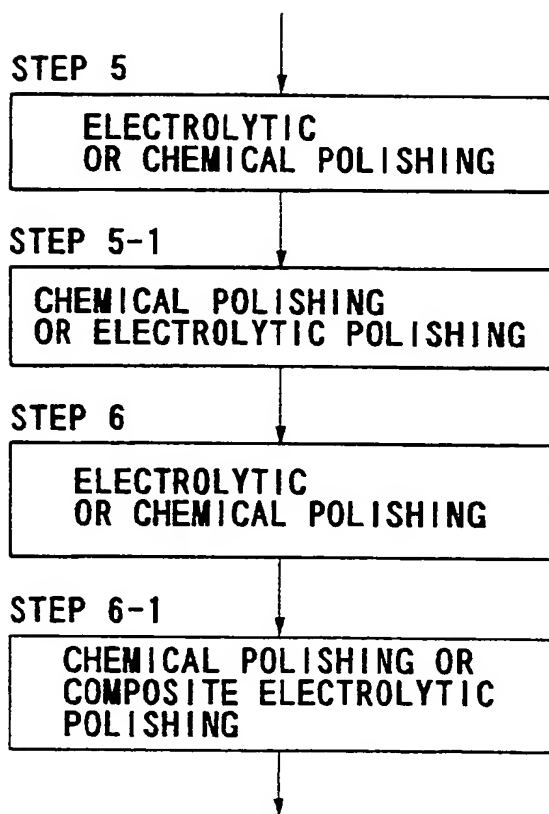 STEP 5
ELECTROLYTIC
OR CHEMICAL POLISHING
STEP 5-1
CHEMICAL POLISHING
OR ELECTROLYTIC POLISHING
STEP 6
ELECTROLYTIC
OR CHEMICAL POLISHING
STEP 6-1
CHEMICAL POLISHING OR
COMPOSITE ELECTROLYTIC
POLISHING